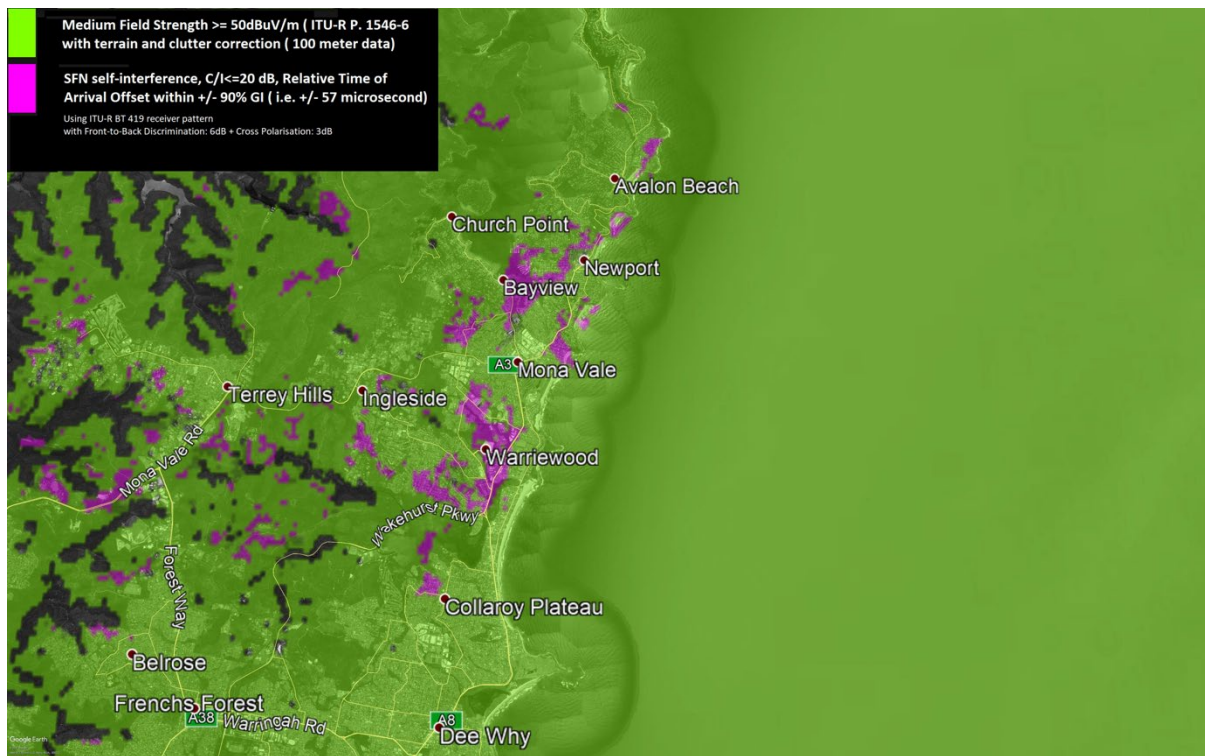 Medium Field Strength >= 50dBuV/m ( ITU-R P. 1546-6
with terrain and clutter correction ( 100 meter data)
SFN self-interference, C/I<=20 dB, Relative Time of
Arrival Offset within +/- 90% GI ( i.e. +/- 57 microsecond)
Using ITU-R BT 419 receiver pattern
with Front-to-Back Discrimination: 6dB + Cross Polarisation: 3dB
Avalon Beach
Church Point
Newport
Bayview
A3
Mona Vale
Terrey Hills
Ingleside
Warriewood
Mona Vale Rd
Wakehurst Pkwy
Forest Way
Collaroy Plateau
Belrose
Frenchs Forest
A38
Warringah Rd
A8
Dee Why
Google Earth